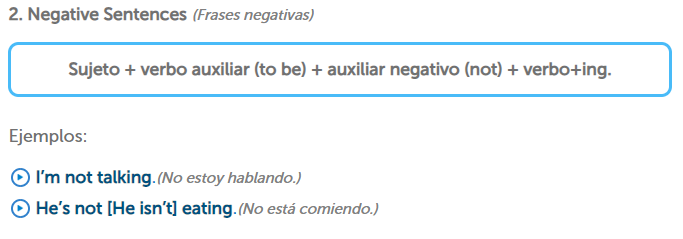 2. Negative Sentences (Frases negativas)
Sujeto + verbo auxiliar (to be) + auxiliar negativo (not) + verbo+ing.
Ejemplos:
I’m not talking.(No estoy hablando.)
He’s not [He isn’t] eating.(No está comiendo.)